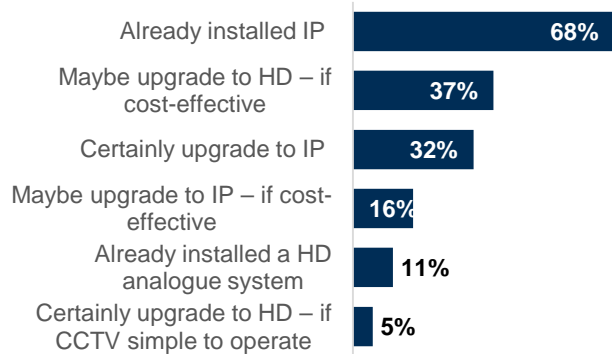 Already installed IP 68%
Maybe upgrade to HD – if
cost-effective 37%
Certainly upgrade to IP 32%
Maybe upgrade to IP – if cost-
effective 16%
Already installed a HD
analogue system 11%
Certainly upgrade to HD – if
CCTV simple to operate 5%